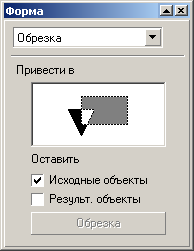 Форма
Обрезка
Привести в
Оставить
Исходные объекты
Результ. объекты
Обрезка